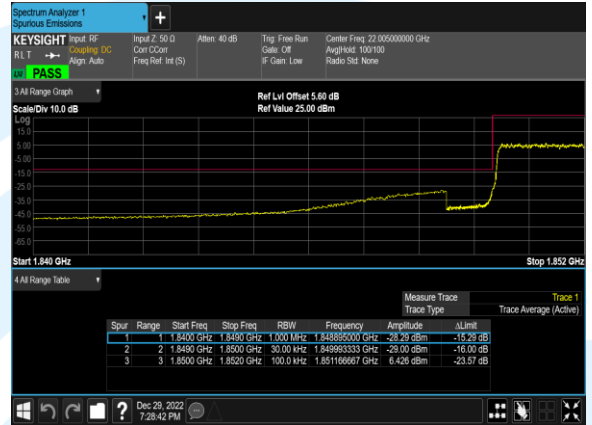 Spectrum Analyzer 1
Spurious Emissions
+
KEYSIGHT Input: RF Input Z: 50 Ω Atten: 40 dB Trig: Free Run Center Freq: 22.005000000 GHz
RLT Coupling: DC Corr CCorr Gate: Off Avg|Hold: 100/100
Align: Auto Freq Ref: Int (S) IF Gain: Low Radio Std: None
PASS
3 All Range Graph
Ref Lvl Offset 5.60 dB
Scale/Div 10.0 dB Ref Value 25.00 dBm
Log
15.0
5.00
-5.00
-15.0
-25.0
-35.0
-45.0
-55.0
-65.0
Start 1.840 GHz Stop 1.852 GHz
4 All Range Table
Measure Trace Trace 1
Trace Type Trace Average (Active)
Spur Range Start Freq Stop Freq RBW Frequency Amplitude ΔLimit
1 1 1.8400 GHz 1.8490 GHz 1.000 MHz 1.848895000 GHz -28.29 dBm -15.29 dB
2 2 1.8490 GHz 1.8500 GHz 30.00 kHz 1.849993333 GHz -29.00 dBm -16.00 dB
3 3 1.8500 GHz 1.8520 GHz 100.0 kHz 1.851166667 GHz 6.426 dBm -23.57 dB
? Dec 29, 2022
7:28:42 PM